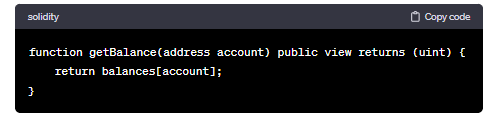 solidity
Copy code
function getBalance(address account) public view returns (uint) {
    return balances[account];
}